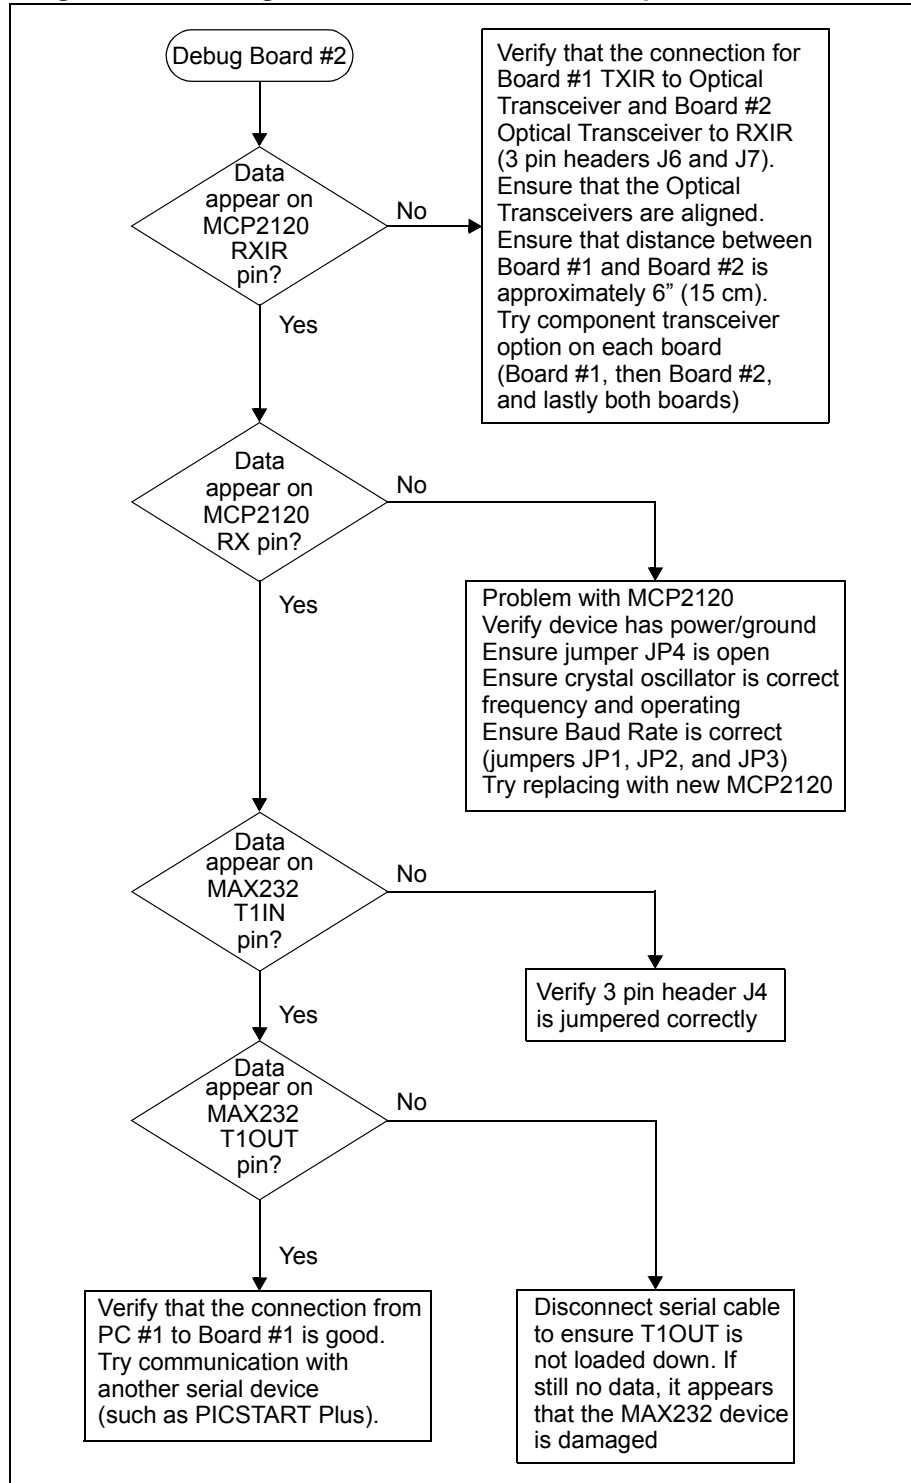 Debug Board #2
Verify that the connection for
Board #1 TXIR to Optical
Transceiver and Board #2
Optical Transceiver to RXIR
(3 pin headers J6 and J7).
Ensure that the Optical
Transceivers are aligned.
Ensure that distance between
Board #1 and Board #2 is
approximately 6” (15 cm).
Try component transceiver
option on each board
(Board #1, then Board #2,
and lastly both boards)
Data
appear on
MCP2120
RXIR
pin?
No
Yes
Data
appear on
MCP2120
RX pin?
No
Yes
Problem with MCP2120
Verify device has power/ground
Ensure jumper JP4 is open
Ensure crystal oscillator is correct
frequency and operating
Ensure Baud Rate is correct
(jumpers JP1, JP2, and JP3)
Try replacing with new MCP2120
Data
appear on
MAX232
T1IN
pin?
No
Yes
Verify 3 pin header J4
is jumpered correctly
Data
appear on
MAX232
T1OUT
pin?
No
Yes
Verify that the connection from
PC #1 to Board #1 is good.
Try communication with
another serial device
(such as PICSTART Plus).
Disconnect serial cable
to ensure T1OUT is
not loaded down. If
still no data, it appears
that the MAX232 device
is damaged